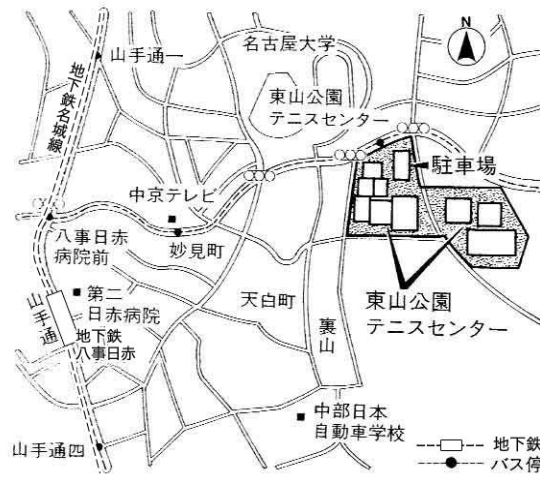 N
山手通一
名古屋大学
地下鉄名城線
東山公園
テニスセンター
駐車場
中京テレビ
八事日赤
病院前
妙見町
第二
日赤病院
山手通
地下鉄
八事日赤
天白町
裏山
東山公園
テニスセンター
中部日本
自動車学校
山手通四
地下鉄
バス停